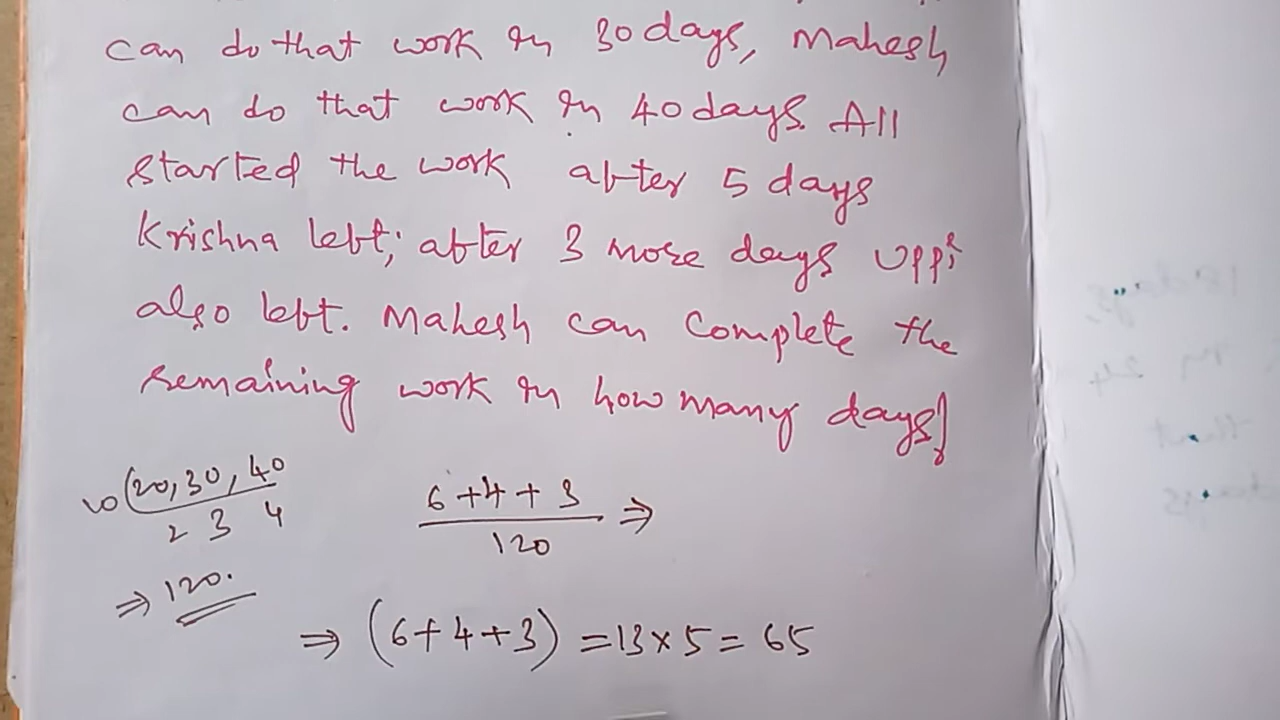 can do that work in 30 days, Mahesh
can do that work in 40 days. All
started the work after 5 days
Krishna left; after 3 more days Uppi
also left. Mahesh can complete the
remaining work in how many days?
10(20,30,40
2 3 4
⇒ 120.
6+4+3 ⇒
120
⇒ (6+4+3) = 13×5 = 65